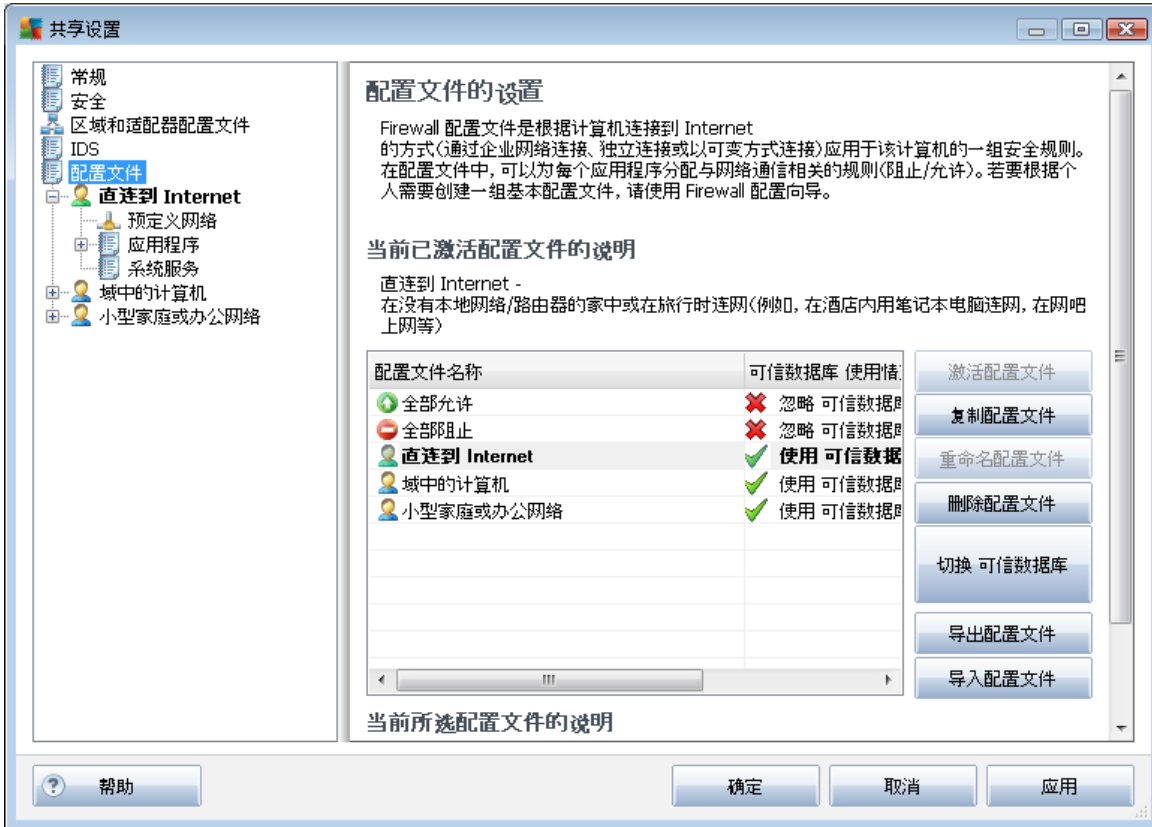 共享设置
常规
安全
区域和适配器配置文件
IDS
配置文件
直连到 Internet
预定义网络
应用程序
系统服务
域中的计算机
小型家庭或办公网络
配置文件的设置
Firewall 配置文件是根据计算机连接到 Internet
的方式(通过企业网络连接、独立连接或以可变方式连接)应用于该计算机的一组安全规则。
在配置文件中, 可以为每个应用程序分配与网络通信相关的规则(阻止/允许)。若要根据个
人需要创建一组基本配置文件, 请使用 Firewall 配置向导。
当前已激活配置文件的说明
直连到 Internet -
在没有本地网络/路由器的家中或在旅行时连网(例如, 在酒店内用笔记本电脑连网, 在网吧
上网等)
配置文件名称 可信数据库 使用情
全部允许 忽略 可信数据库
全部阻止 忽略 可信数据库
直连到 Internet 使用 可信数据
域中的计算机 使用 可信数据库
小型家庭或办公网络 使用 可信数据库
激活配置文件
复制配置文件
重命名配置文件
删除配置文件
切换 可信数据库
导出配置文件
导入配置文件
当前所选配置文件的说明
帮助
确定
取消
应用